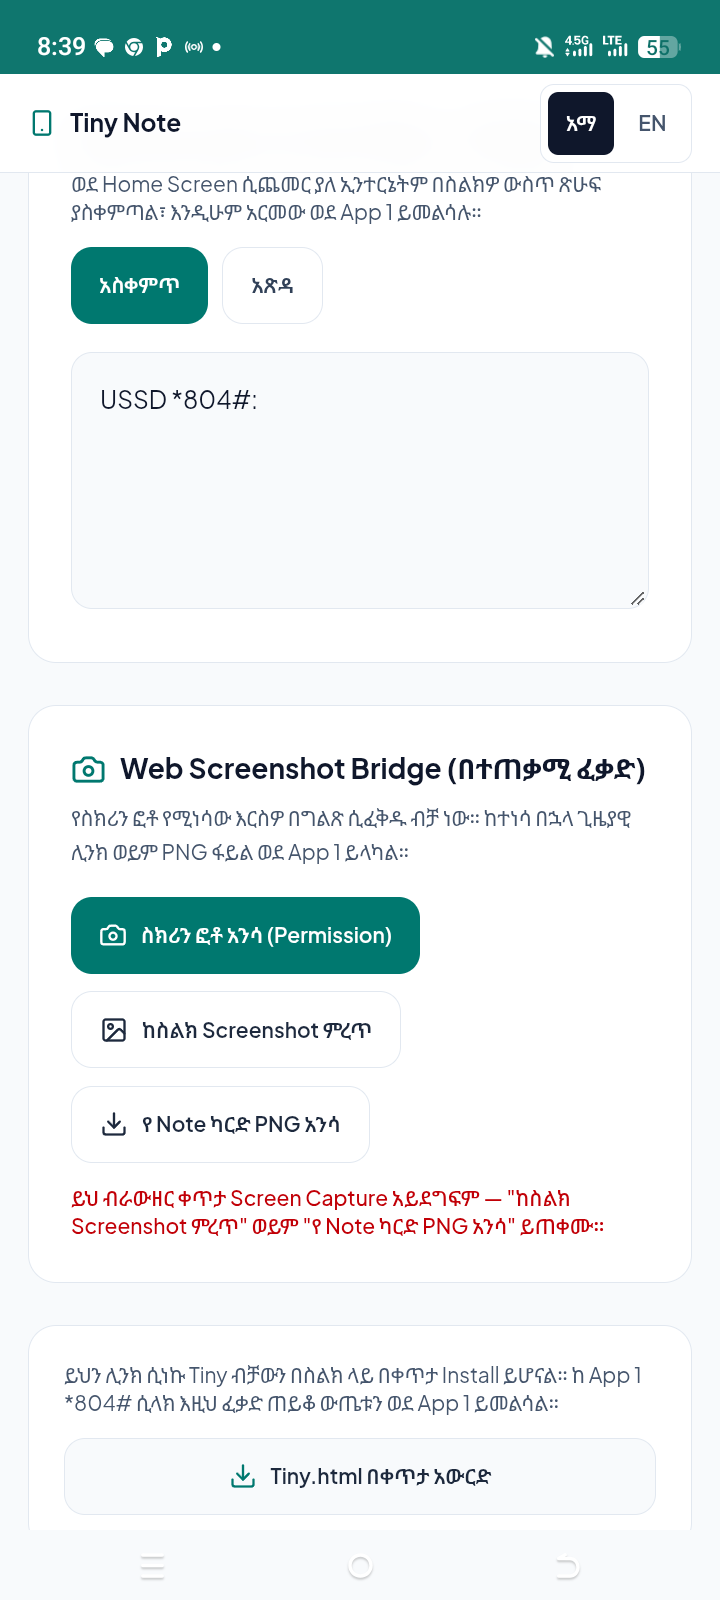 8:39
4.5G LTE 55
Tiny Note
አማ EN
ወደ Home Screen ሲጨመር ያለ ኢንተርኔትም በስልክዎ ውስጥ ጽሁፍ
ያስቀምጣል፣ እንዲሁም አርመው ወደ App 1 ይመልሳሉ።
አስቀምጥ አጽዳ
USSD *804#:
Web Screenshot Bridge (በተጠቃሚ ፈቃድ)
የስክሪን ፎቶ የሚነሳው እርስዎ በግልጽ ሲፈቅዱ ብቻ ነው። ከተነሳ በኋላ ጊዜያዊ
ሊንክ ወይም PNG ፋይል ወደ App 1 ይላካል።
ስክሪን ፎቶ አንሳ (Permission)
ከስልክ Screenshot ምረጥ
የ Note ካርድ PNG አንሳ
ይህ ብራውዘር ቀጥታ Screen Capture አይደግፍም — "ከስልክ
Screenshot ምረጥ" ወይም "የ Note ካርድ PNG አንሳ" ይጠቀሙ።
ይህን ሊንክ ሲነኩ Tiny ብቻውን በስልክ ላይ በቀጥታ Install ይሆናል። ከ App 1
*804# ሲላክ እዚህ ፈቃድ ጠይቆ ውጤቱን ወደ App 1 ይመልሳል።
Tiny.html በቀጥታ አውርድ